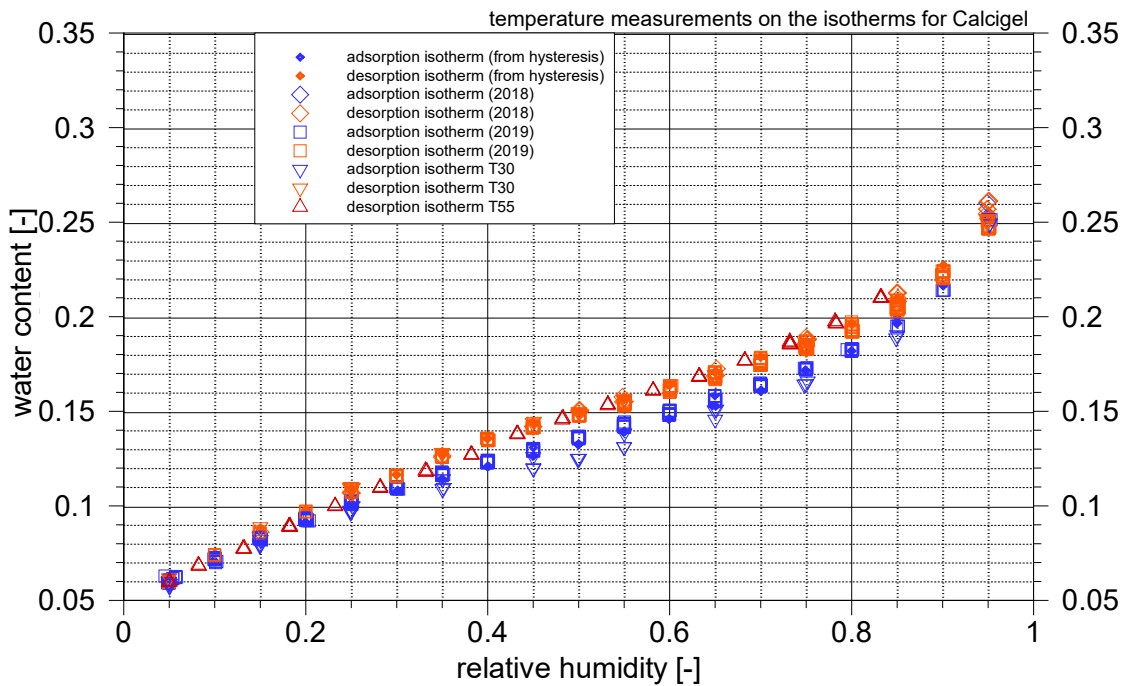 temperature measurements on the isotherms for Calcigel
0.35
0.35
adsorption isotherm (from hysteresis)
desorption isotherm (from hysteresis)
adsorption isotherm (2018)
desorption isotherm (2018)
adsorption isotherm (2019)
desorption isotherm (2019)
adsorption isotherm T30
desorption isotherm T30
desorption isotherm T55
0.3
0.3
0.25
0.25
water content [-]
0.2
0.2
0.15
0.15
0.1
0.1
0.05
0.05
0
0.2
0.4
0.6
0.8
1
relative humidity [-]